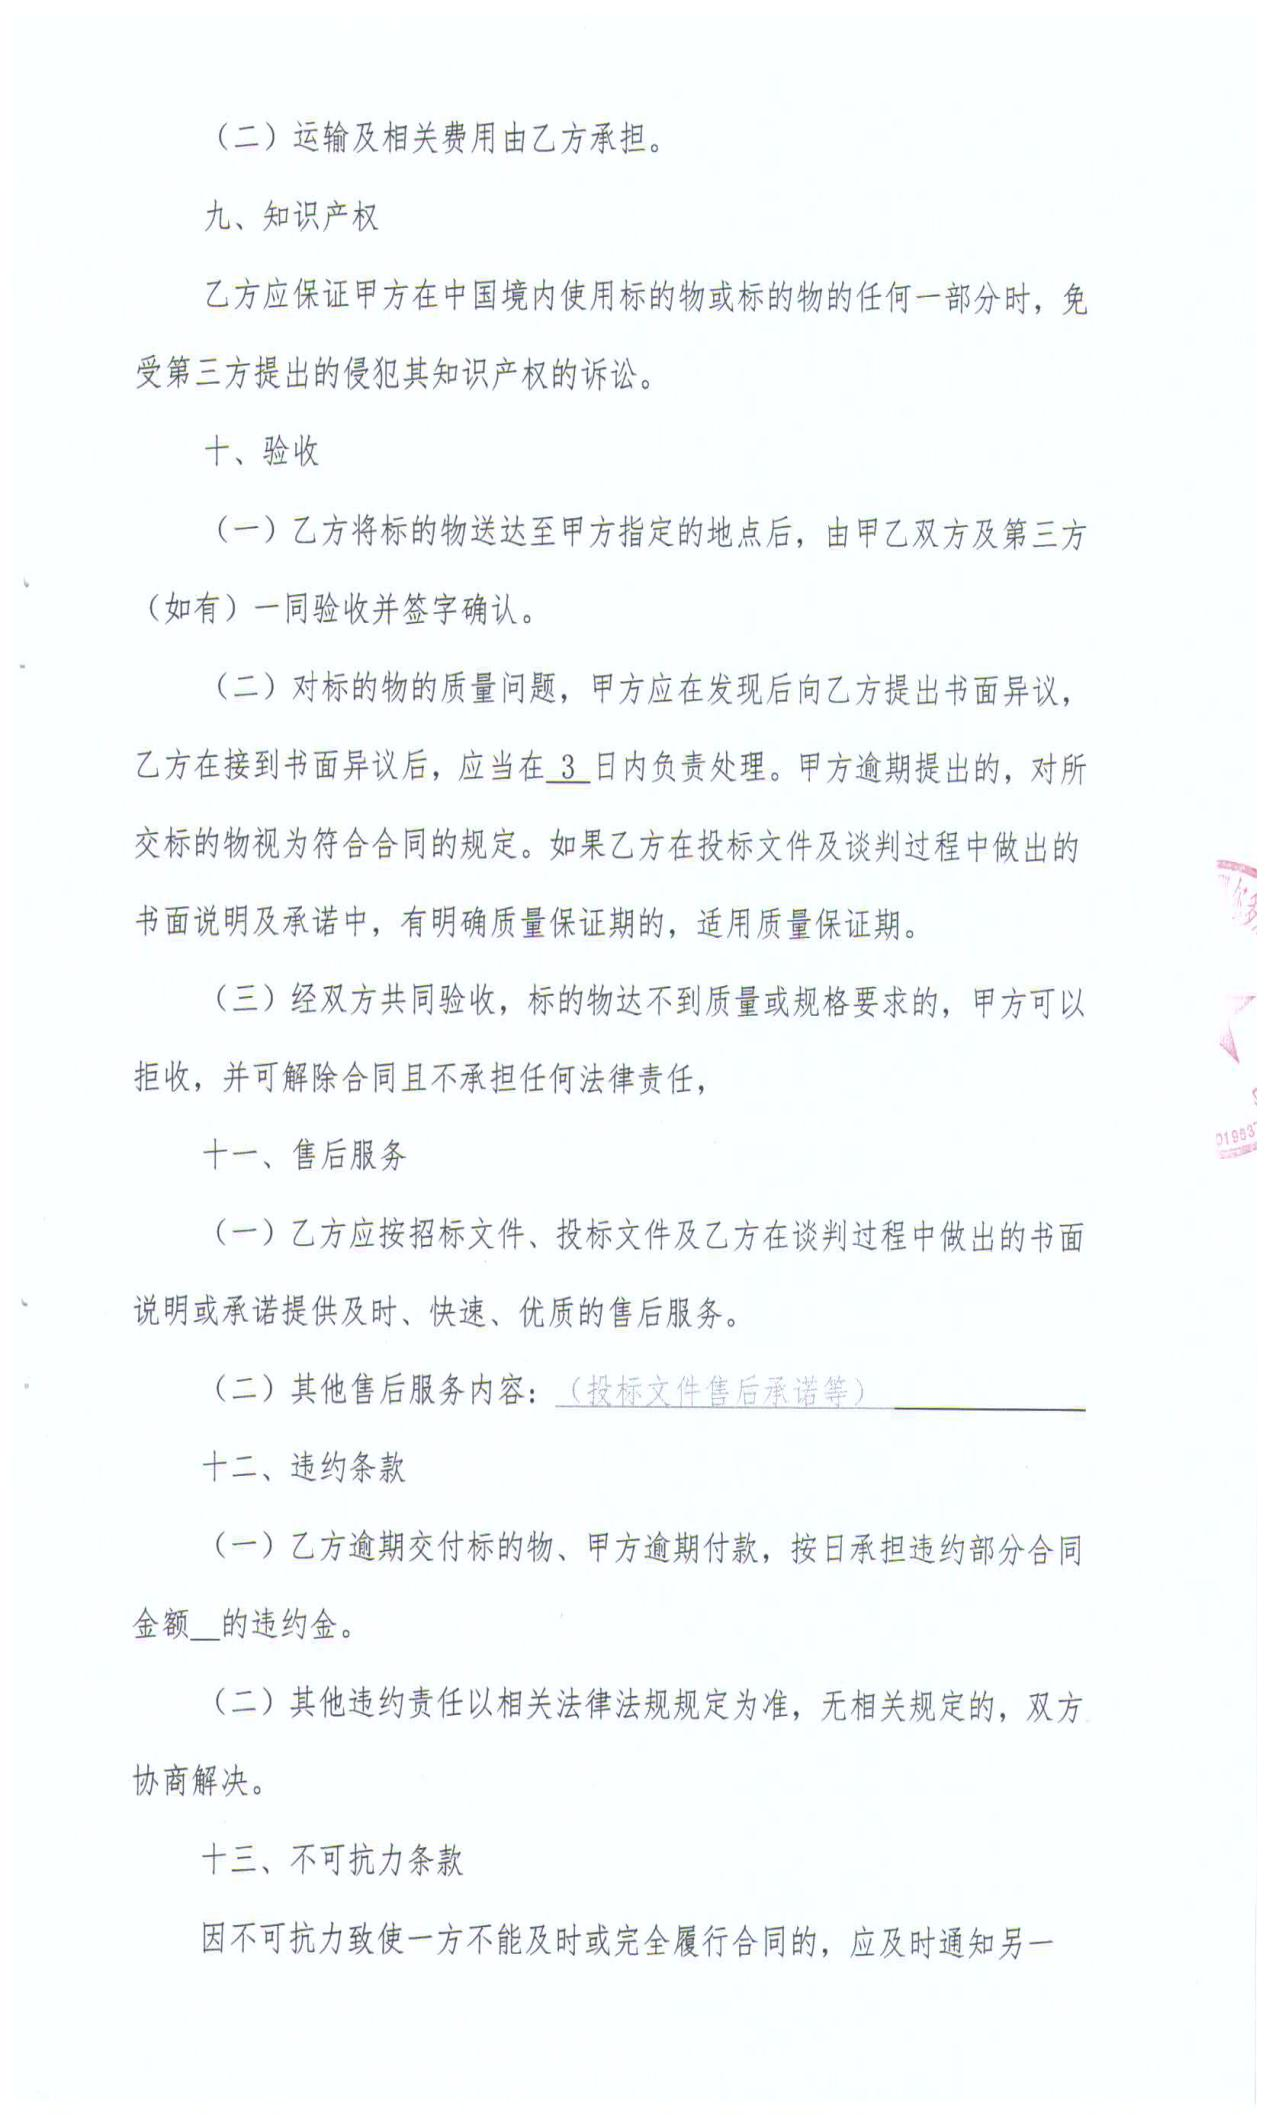 （二）运输及相关费用由乙方承担。
九、知识产权
乙方应保证甲方在中国境内使用标的物或标的物的任何一部分时，免
受第三方提出的侵犯其知识产权的诉讼。
十、验收
（一）乙方将标的物送达至甲方指定的地点后，由甲乙双方及第三方
（如有）一同验收并签字确认。
（二）对标的物的质量问题，甲方应在发现后向乙方提出书面异议，
乙方在接到书面异议后，应当在 3 日内负责处理。甲方逾期提出的，对所
交标的物视为符合合同的规定。如果乙方在投标文件及谈判过程中做出的
书面说明及承诺中，有明确质量保证期的，适用质量保证期。
（三）经双方共同验收，标的物达不到质量或规格要求的，甲方可以
拒收，并可解除合同且不承担任何法律责任，
十一、售后服务
（一）乙方应按招标文件、投标文件及乙方在谈判过程中做出的书面
说明或承诺提供及时、快速、优质的售后服务。
（二）其他售后服务内容：（投标文件售后承诺等）
十二、违约条款
（一）乙方逾期交付标的物、甲方逾期付款，按日承担违约部分合同
金额__的违约金。
（二）其他违约责任以相关法律法规规定为准，无相关规定的，双方
协商解决。
十三、不可抗力条款
因不可抗力致使一方不能及时或完全履行合同的，应及时通知另一